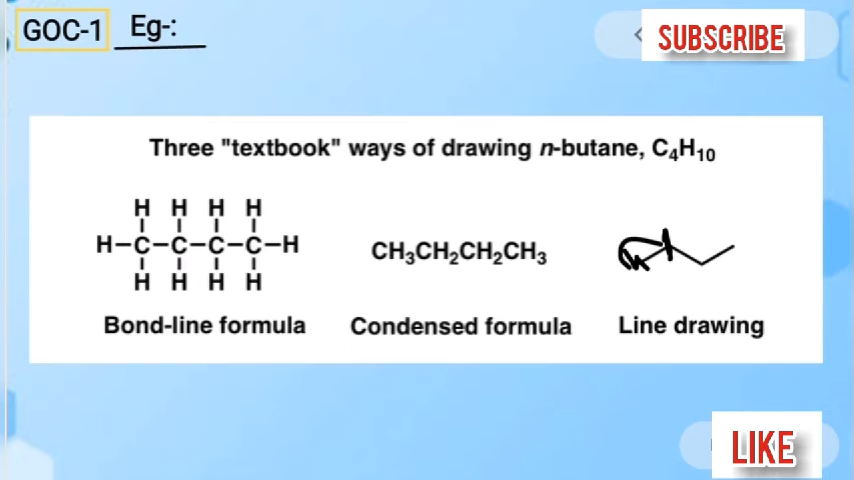 GOC-1 Eg-:
SUBSCRIBE
Three "textbook" ways of drawing n-butane, C₄H₁₀
H H H H
H–C–C–C–C–H
H H H H
CH₃CH₂CH₂CH₃
Bond-line formula
Condensed formula
Line drawing
LIKE